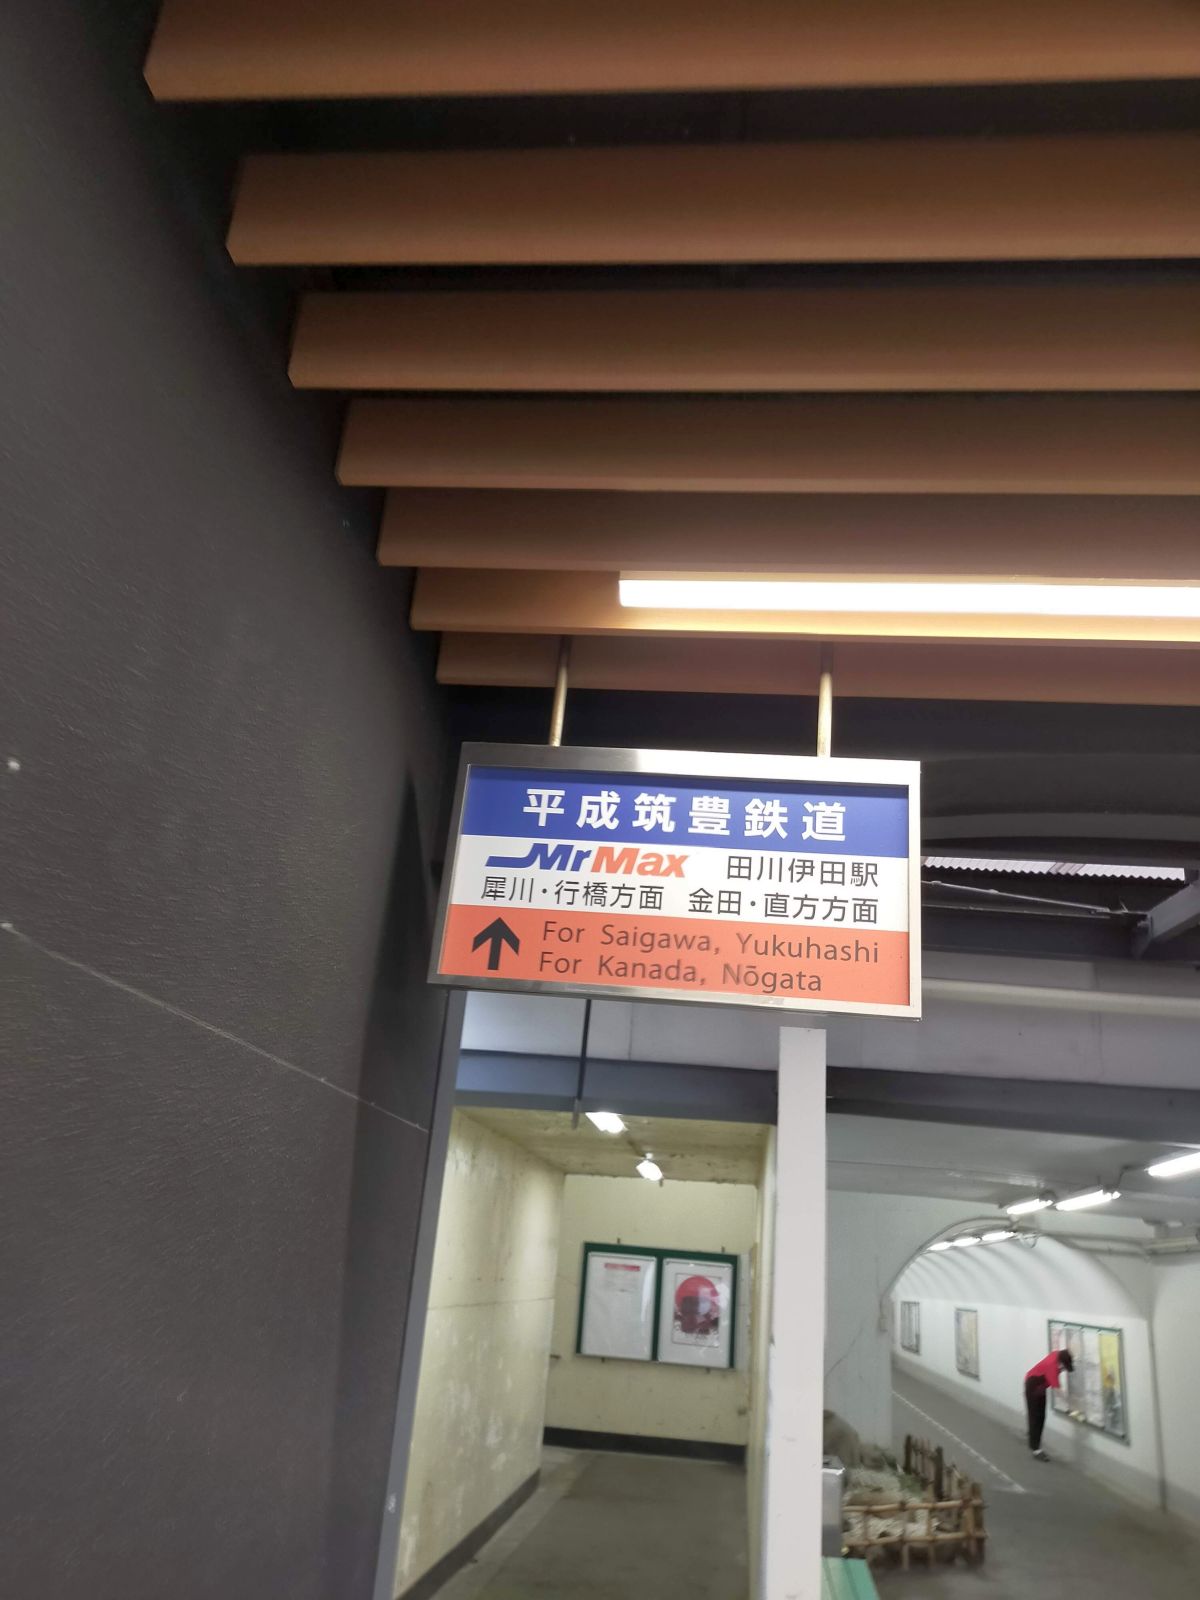 平成筑豊鉄道
MrMax 田川伊田駅
犀川・行橋方面 金田・直方方面
For Saigawa, Yukuhashi
For Kanada, Nōgata